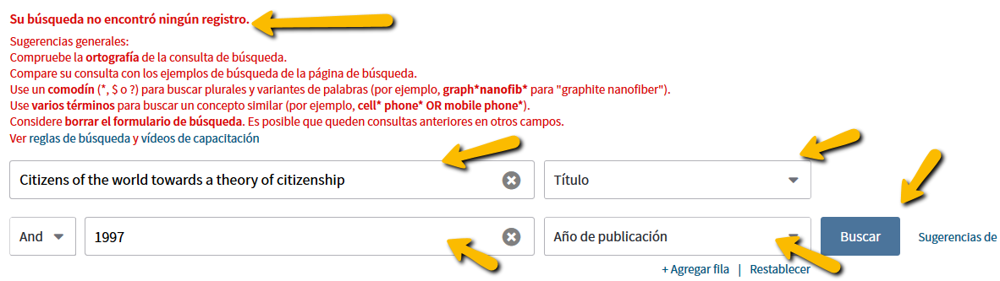 Su búsqueda no encontró ningún registro.
Sugerencias generales:
Compruebe la ortografía de la consulta de búsqueda.
Compare su consulta con los ejemplos de búsqueda de la página de búsqueda.
Use un comodín (*, $ o ?) para buscar plurales y variantes de palabras (por ejemplo, graph*nanofib* para "graphite nanofiber").
Use varios términos para buscar un concepto similar (por ejemplo, cell* phone* OR mobile phone*).
Considere borrar el formulario de búsqueda. Es posible que queden consultas anteriores en otros campos.
Ver reglas de búsqueda y vídeos de capacitación
Citizens of the world towards a theory of citizenship Título
And 1997 Año de publicación Buscar Sugerencias de
+ Agregar fila | Restablecer